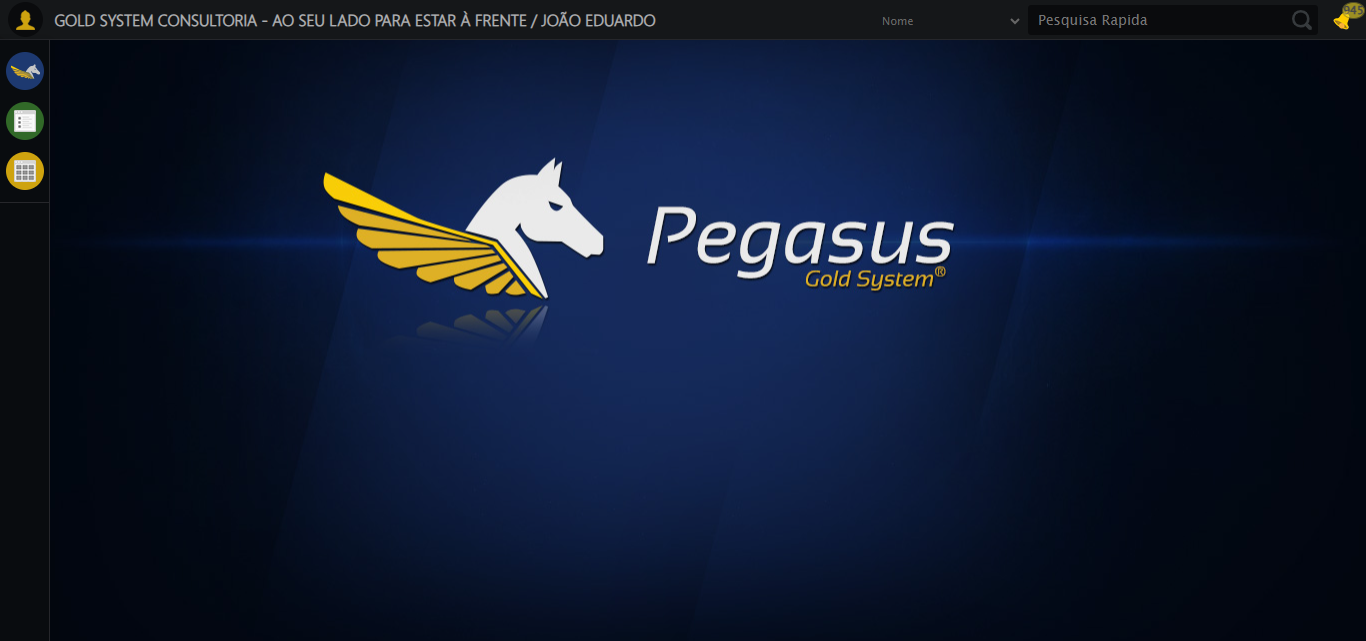 GOLD SYSTEM CONSULTORIA - AO SEU LADO PARA ESTAR À FRENTE / JOÃO EDUARDO
Nome
Pesquisa Rapida
945
Pegasus
Gold System®